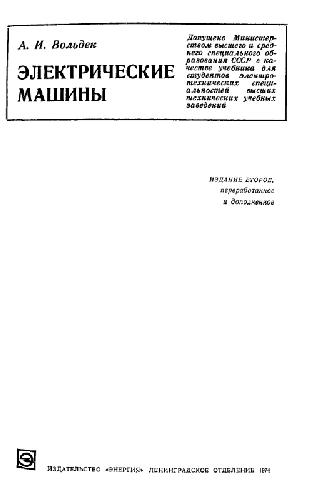 А. И. Вольдек
ЭЛЕКТРИЧЕСКИЕ
МАШИНЫ
Допущено Министер-
ством высшего и сред-
него специального об-
разования СССР в ка-
честве учебника для
студентов электро-
технических специ-
альностей высших
технических учебных
заведений
ИЗДАНИЕ ВТОРОЕ,
переработанное
и дополненное
ИЗДАТЕЛЬСТВО «ЭНЕРГИЯ» ЛЕНИНГРАДСКОЕ ОТДЕЛЕНИЕ 1974